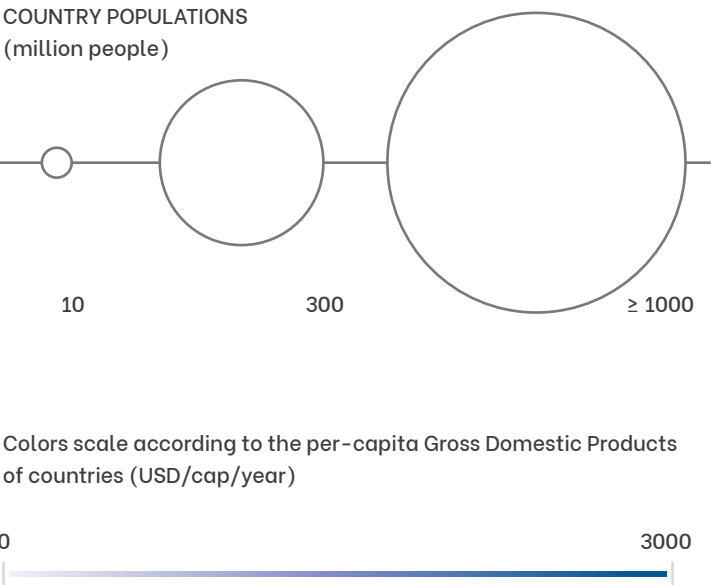 COUNTRY POPULATIONS
(million people)
10 300 ≥ 1000
Colors scale according to the per-capita Gross Domestic Products
of countries (USD/cap/year)
0 3000